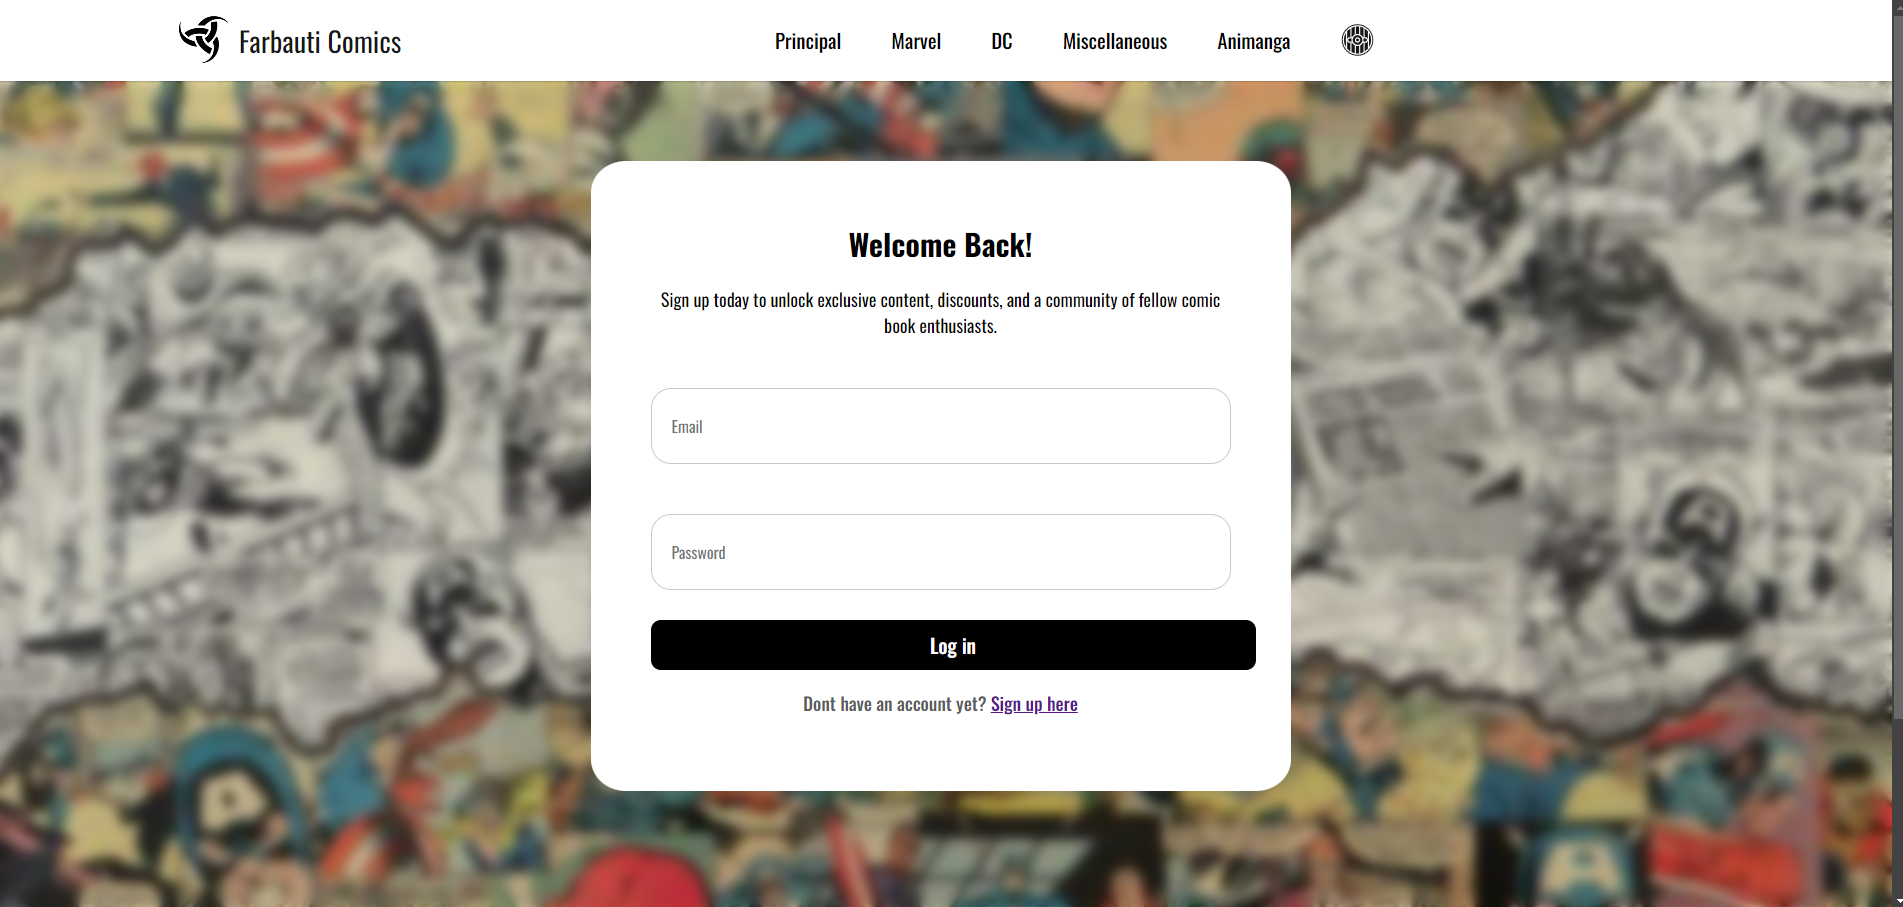 Farbauti Comics
Principal
Marvel
DC
Miscellaneous
Animanga
Welcome Back!
Sign up today to unlock exclusive content, discounts, and a community of fellow comic
book enthusiasts.
Email
Password
Log in
Dont have an account yet? Sign up here